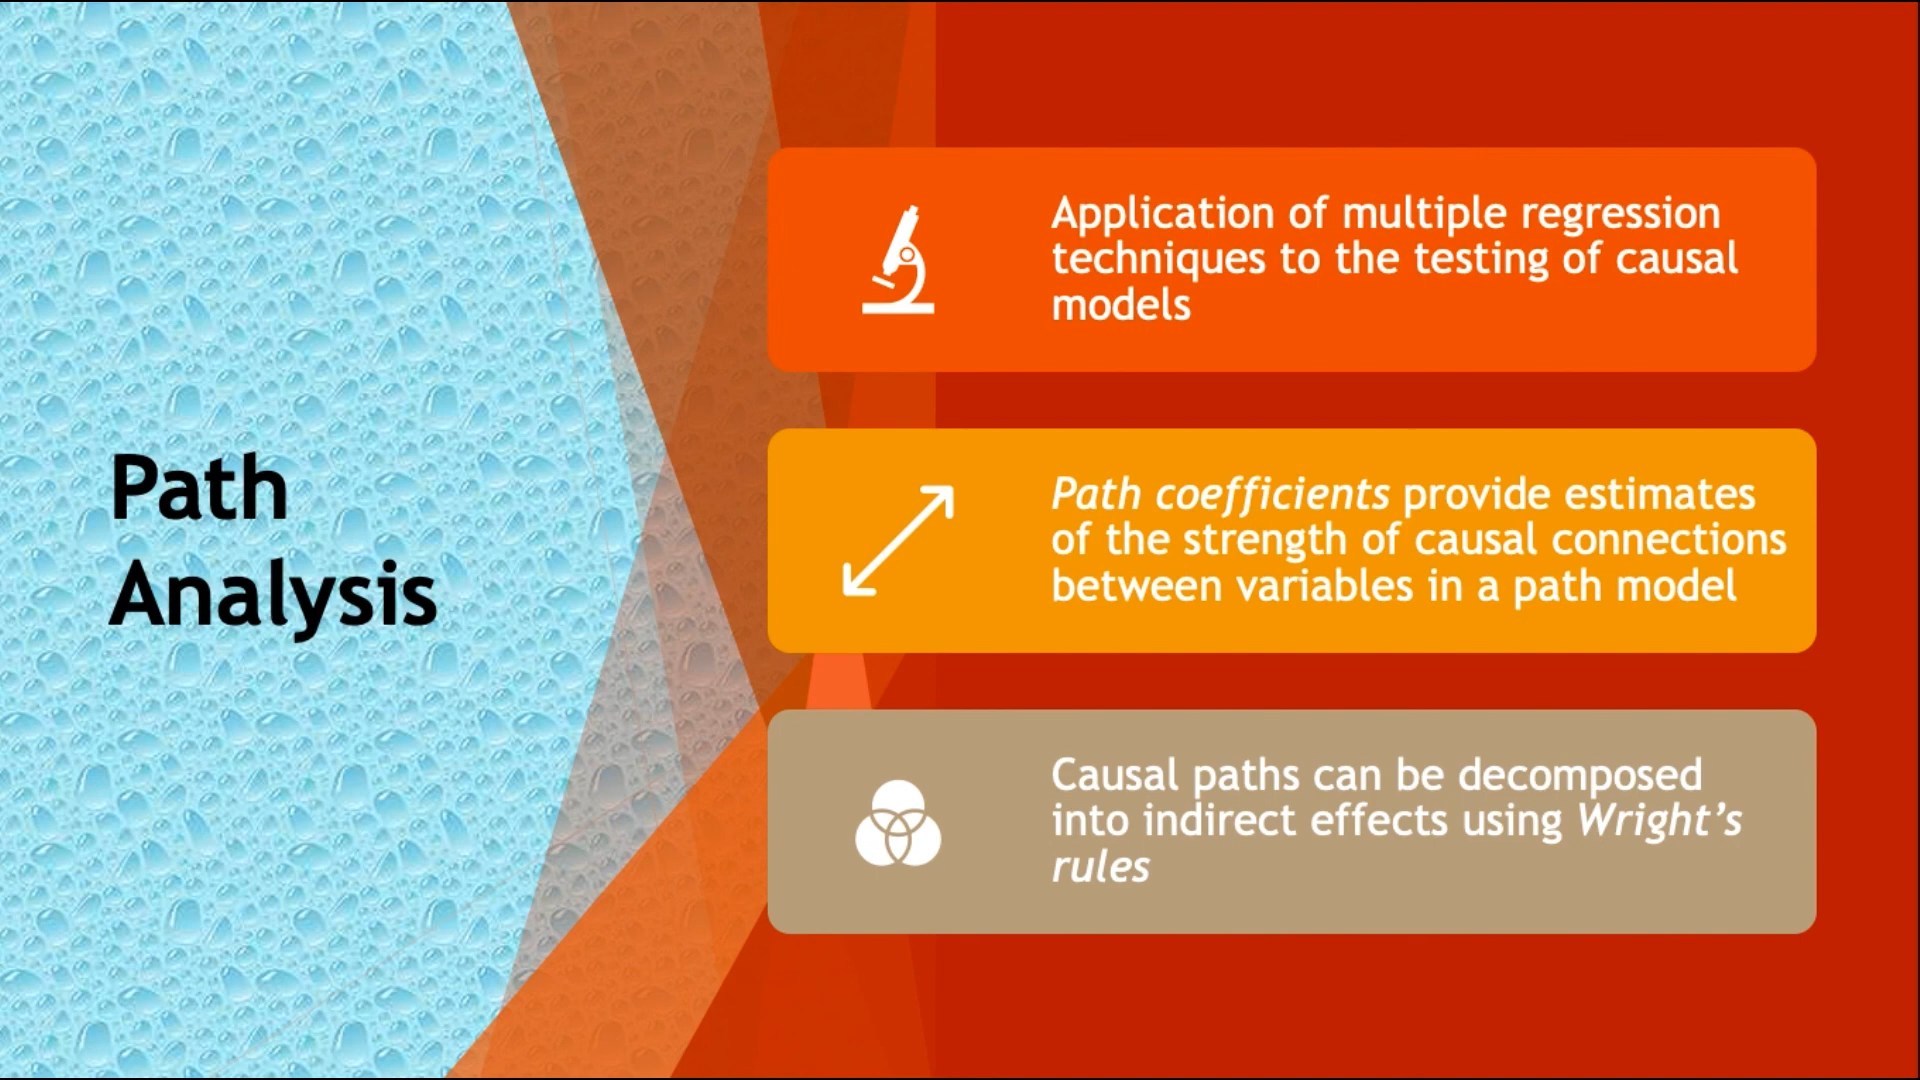 Path
Analysis
Application of multiple regression
techniques to the testing of causal
models
Path coefficients provide estimates
of the strength of causal connections
between variables in a path model
Causal paths can be decomposed
into indirect effects using Wright’s
rules